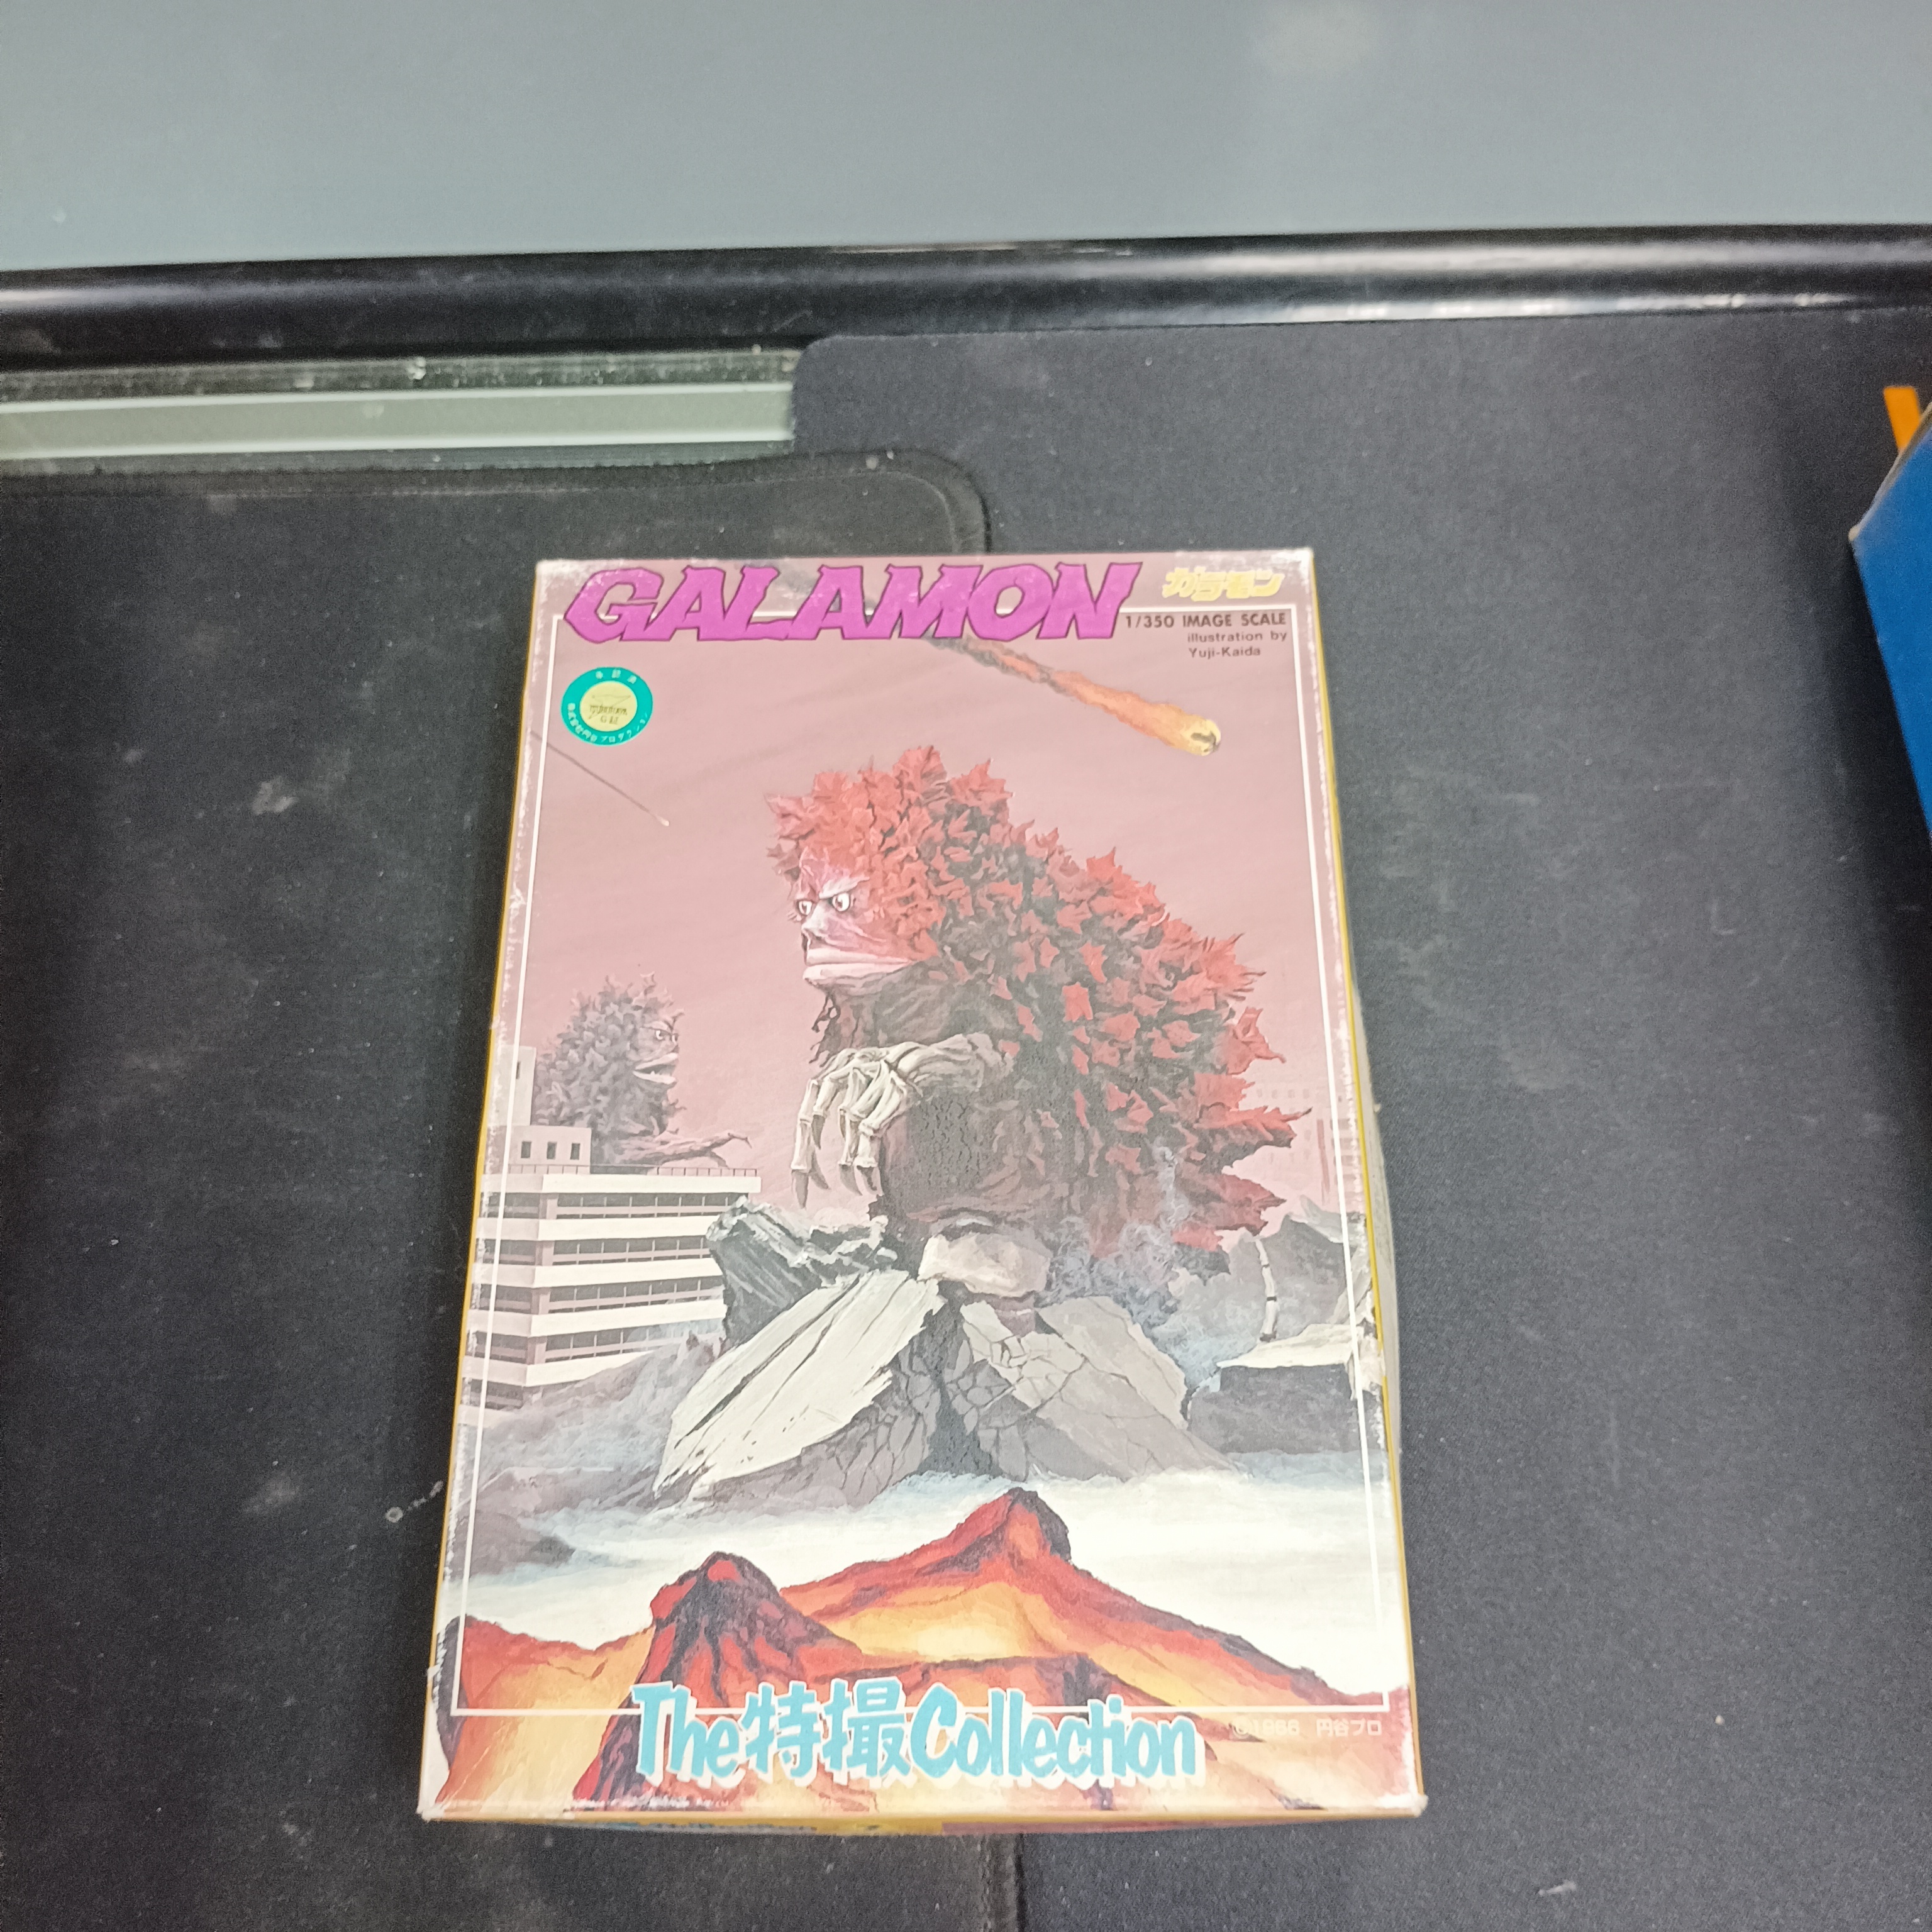 GALAMON
ガラモン
1/350 IMAGE SCALE
illustration by
Yuji-Kaida
The特撮Collection
©1966 円谷プロ